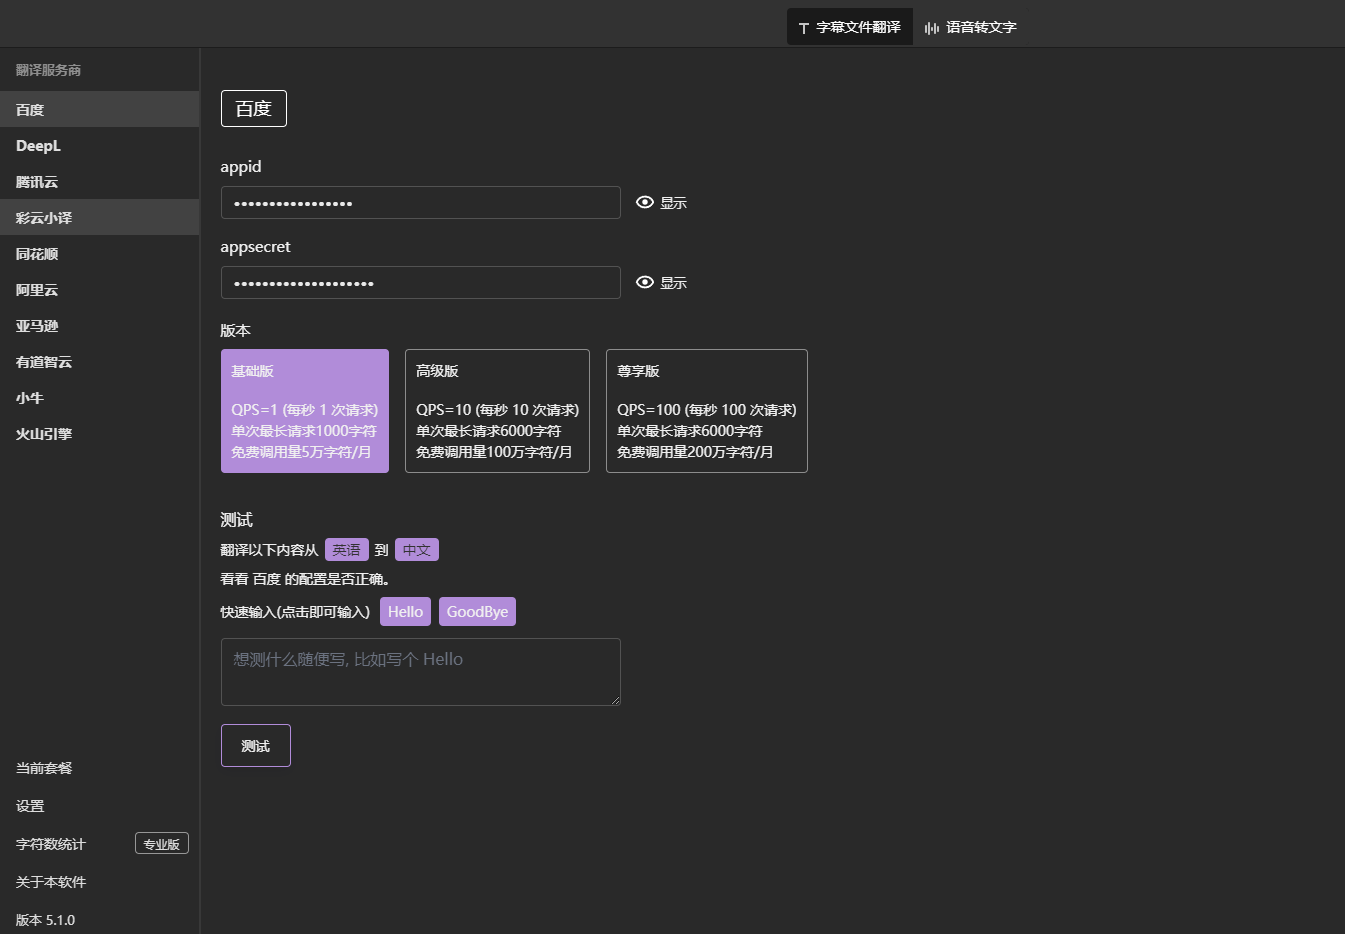 字幕文件翻译
语音转文字
翻译服务商
百度
DeepL
腾讯云
彩云小译
同花顺
阿里云
亚马逊
有道智云
小牛
火山引擎
当前套餐
设置
字符数统计 专业版
关于本软件
版本 5.1.0
百度
appid
显示
appsecret
显示
版本
基础版
QPS=1 (每秒 1 次请求)
单次最长请求1000字符
免费调用量5万字符/月
高级版
QPS=10 (每秒 10 次请求)
单次最长请求6000字符
免费调用量100万字符/月
尊享版
QPS=100 (每秒 100 次请求)
单次最长请求6000字符
免费调用量200万字符/月
测试
翻译以下内容从 英语 到 中文
看看 百度 的配置是否正确。
快速输入(点击即可输入) Hello GoodBye
想测什么随便写, 比如写个 Hello
测试